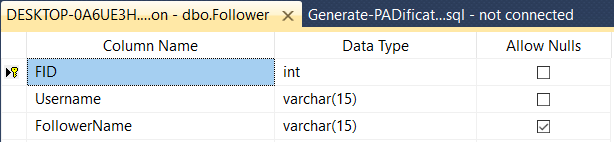 DESKTOP-0A6UE3H....on - dbo.Follower Generate-PADificat...sql - not connected
Column Name Data Type Allow Nulls
FID int
Username varchar(15)
FollowerName varchar(15)